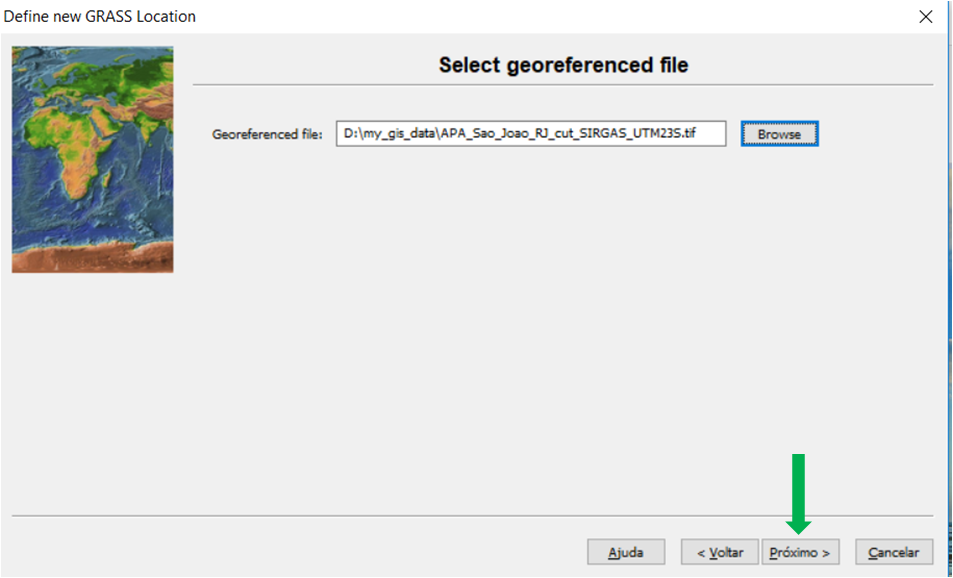 Define new GRASS Location
Select georeferenced file
Georeferenced file: D:\my_gis_data\APA_Sao_Joao_RJ_cut_SIRGAS_UTM23S.tif Browse
Ajuda < Voltar Próximo > Cancelar